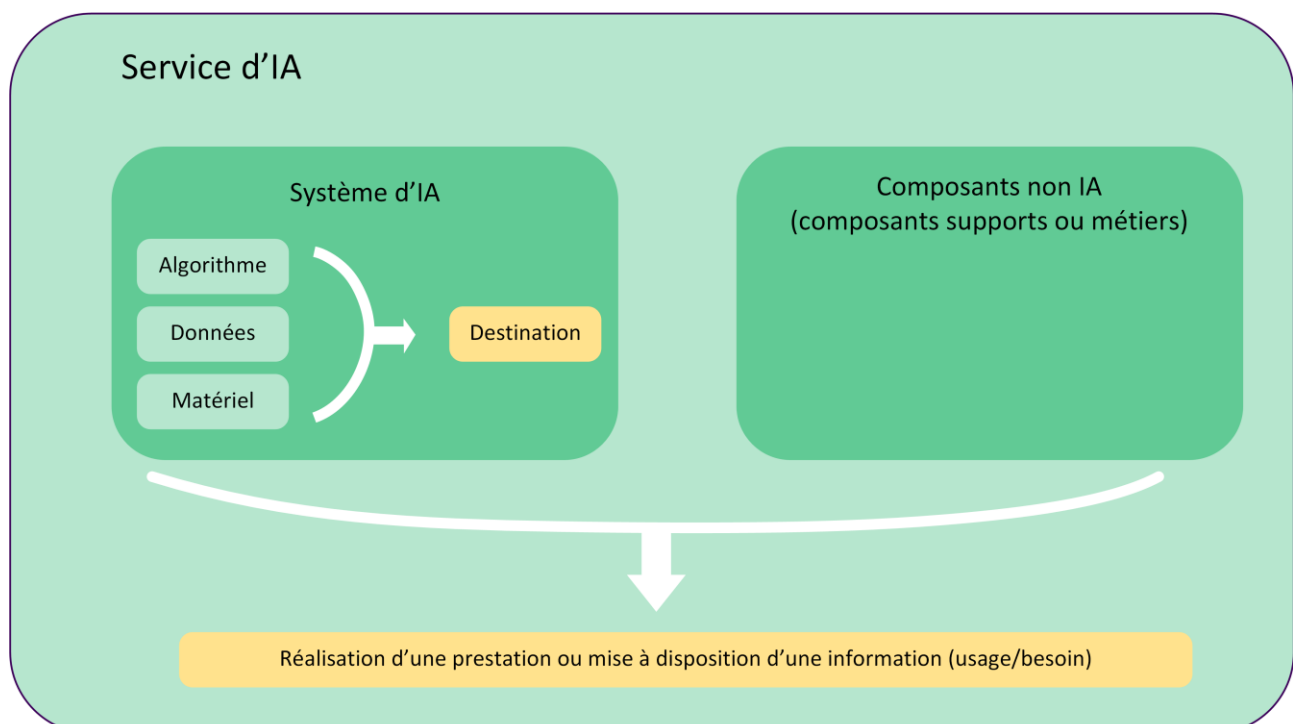 Service d’IA
Système d’IA
Algorithme
Données
Matériel
Destination
Composants non IA
(composants supports ou métiers)
Réalisation d’une prestation ou mise à disposition d’une information (usage/besoin)